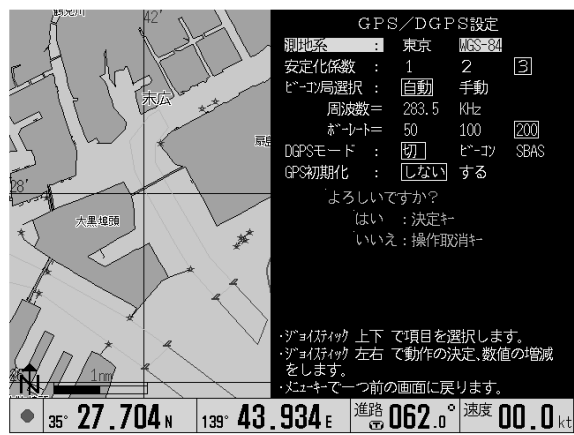 鶴見川
42'
末広
扇島
28'
大黒埠頭
N
1nm
GPS／DGPS設定
測地系 : 東京 WGS-84
安定化係数 : 1 2 3
ﾋﾞｰｺﾝ局選択 : 自動 手動
周波数= 283.5 KHz
ﾎﾞｰﾚｰﾄ= 50 100 200
DGPSモード : 切 ﾋﾞｰｺﾝ SBAS
GPS初期化 : しない する
よろしいですか?
はい : 決定ｷｰ
いいえ : 操作取消ｷｰ
･ｼﾞｮｲｽﾃｨｯｸ 上下 で項目を選択します。
･ｼﾞｮｲｽﾃｨｯｸ 左右 で動作の決定､数値の増減
をします。
･ﾒﾆｭｰｷｰで一つ前の画面に戻ります。
35° 27.704 N 139° 43.934 E 進路 T 062.0° 速度 00.0 kt